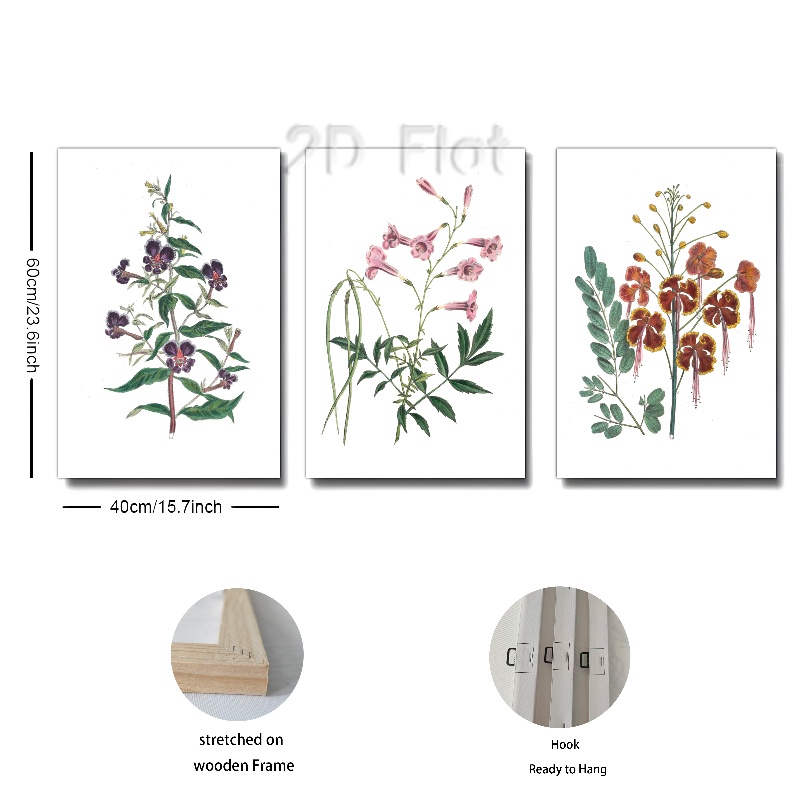 2D Flat
60cm/23.6inch
40cm/15.7inch
stretched on
wooden Frame
Hook
Ready to Hang